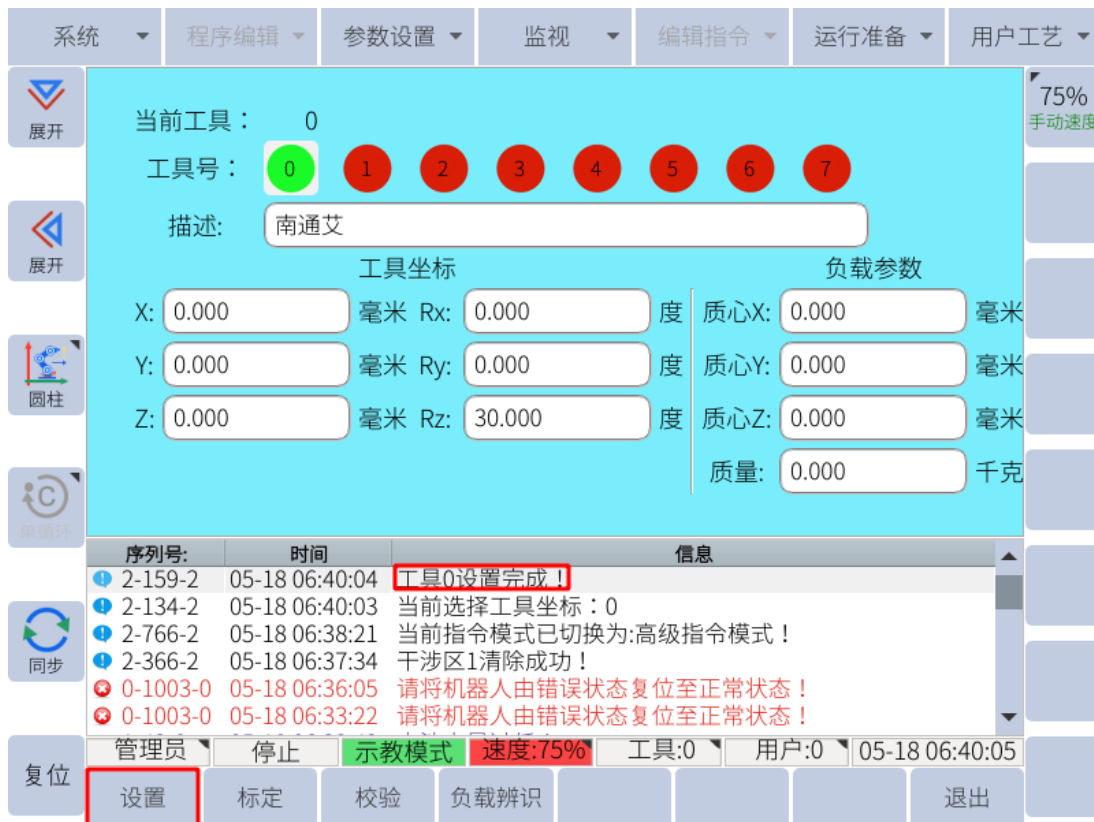 系统 程序编辑 参数设置 监视 编辑指令 运行准备 用户工艺
展开
75%
手动速度
当前工具： 0
工具号： 0 1 2 3 4 5 6 7
展开
描述: 南通艾
工具坐标 负载参数
X: 0.000 毫米 Rx: 0.000 度 质心X: 0.000 毫米
Y: 0.000 毫米 Ry: 0.000 度 质心Y: 0.000 毫米
圆柱
Z: 0.000 毫米 Rz: 30.000 度 质心Z: 0.000 毫米
质量: 0.000 千克
单循环
序列号: 时间 信息
2-159-2 05-18 06:40:04 工具0设置完成！
2-134-2 05-18 06:40:03 当前选择工具坐标：0
2-766-2 05-18 06:38:21 当前指令模式已切换为:高级指令模式！
2-366-2 05-18 06:37:34 干涉区1清除成功！
同步
0-1003-0 05-18 06:36:05 请将机器人由错误状态复位至正常状态！
0-1003-0 05-18 06:33:22 请将机器人由错误状态复位至正常状态！
管理员 停止 示教模式 速度:75% 工具:0 用户:0 05-18 06:40:05
复位
设置 标定 校验 负载辨识 退出